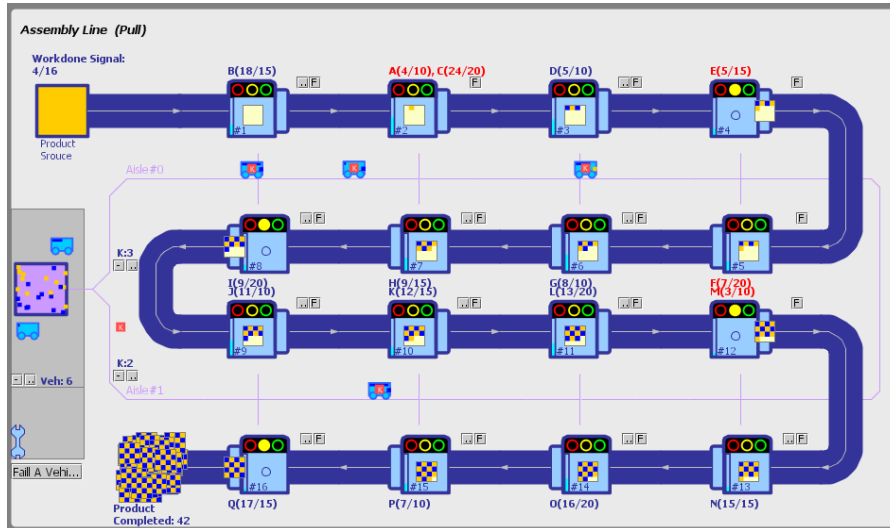 Assembly Line (Pull)
Workdone Signal:
4/16
B(18/15)
A(4/10), C(24/20)
D(5/10)
E(5/15)
.. F
F
.. F
F
#1
#2
#3
#4
Product
Srouce
Aisle#0
K
K
K
.. F
.. F
.. F
F
#8
#7
#6
#5
K:3
- ..
I(9/20)
H(9/15)
G(8/10)
F(7/20)
J(11/10)
K(12/15)
L(13/20)
M(3/10)
.. F
.. F
.. F
F
K
#9
#10
#11
#12
K:2
- ..
- .. Veh: 6
Aisle#1
K
.. F
.. F
.. F
.. F
Faill A Vehi...
#16
#15
#14
#13
Product
Completed: 42
Q(17/15)
P(7/10)
O(16/20)
N(15/15)